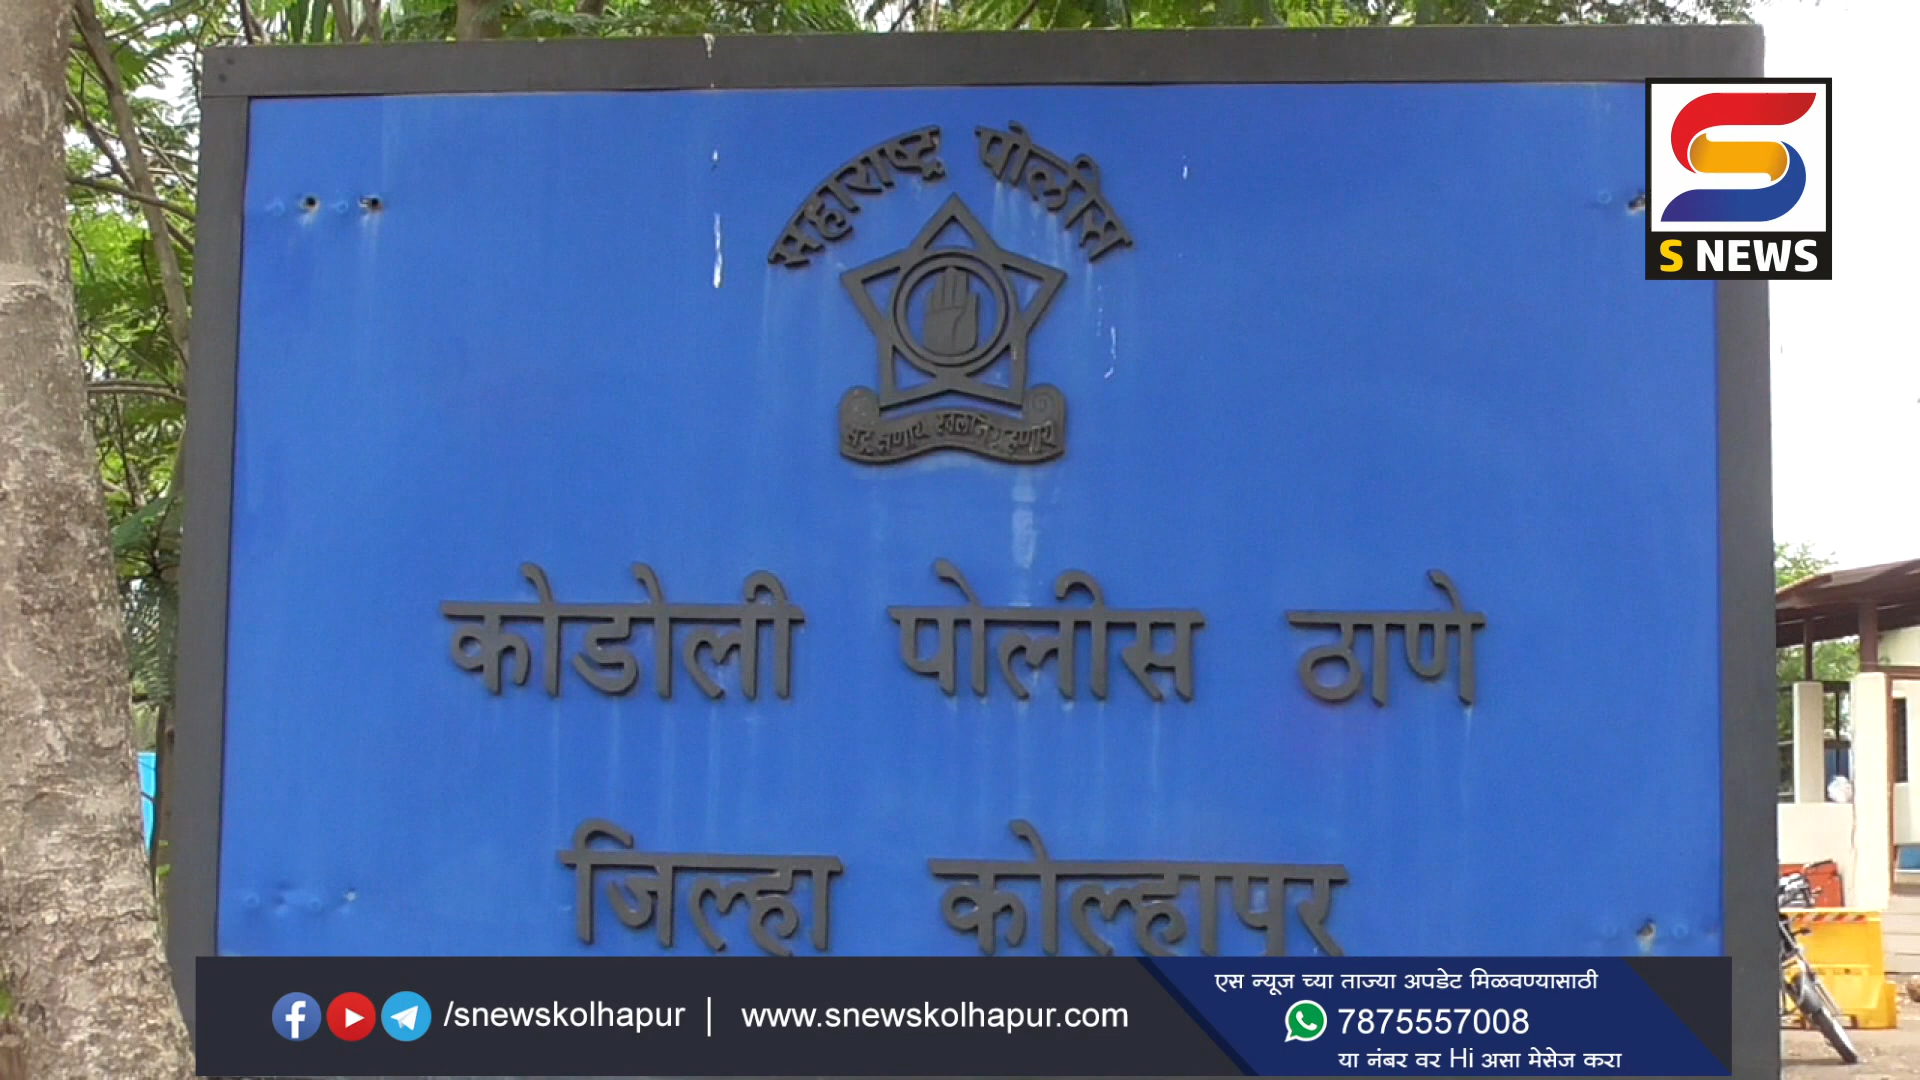 महाराष्ट्र पोलीस
सद्रक्षणाय खलनिग्रहणाय
कोडोली पोलीस ठाणे
जिल्हा कोल्हापूर
S NEWS
/snewskolhapur | www.snewskolhapur.com
एस न्यूज च्या ताज्या अपडेट मिळवण्यासाठी
7875557008
या नंबर वर Hi असा मेसेज करा